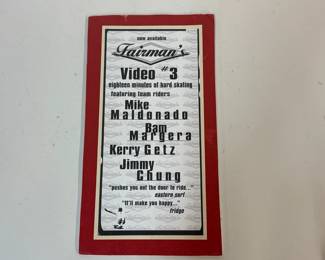 now available
Fairman's
Video #3
eighteen minutes of hard skating
featuring team riders
Mike
Maldonado
Bam
Margera
Kerry Getz
Jimmy
Chung
"pushes you out the door to ride..."
eastern surf
"It'll make you happy..."
fridge